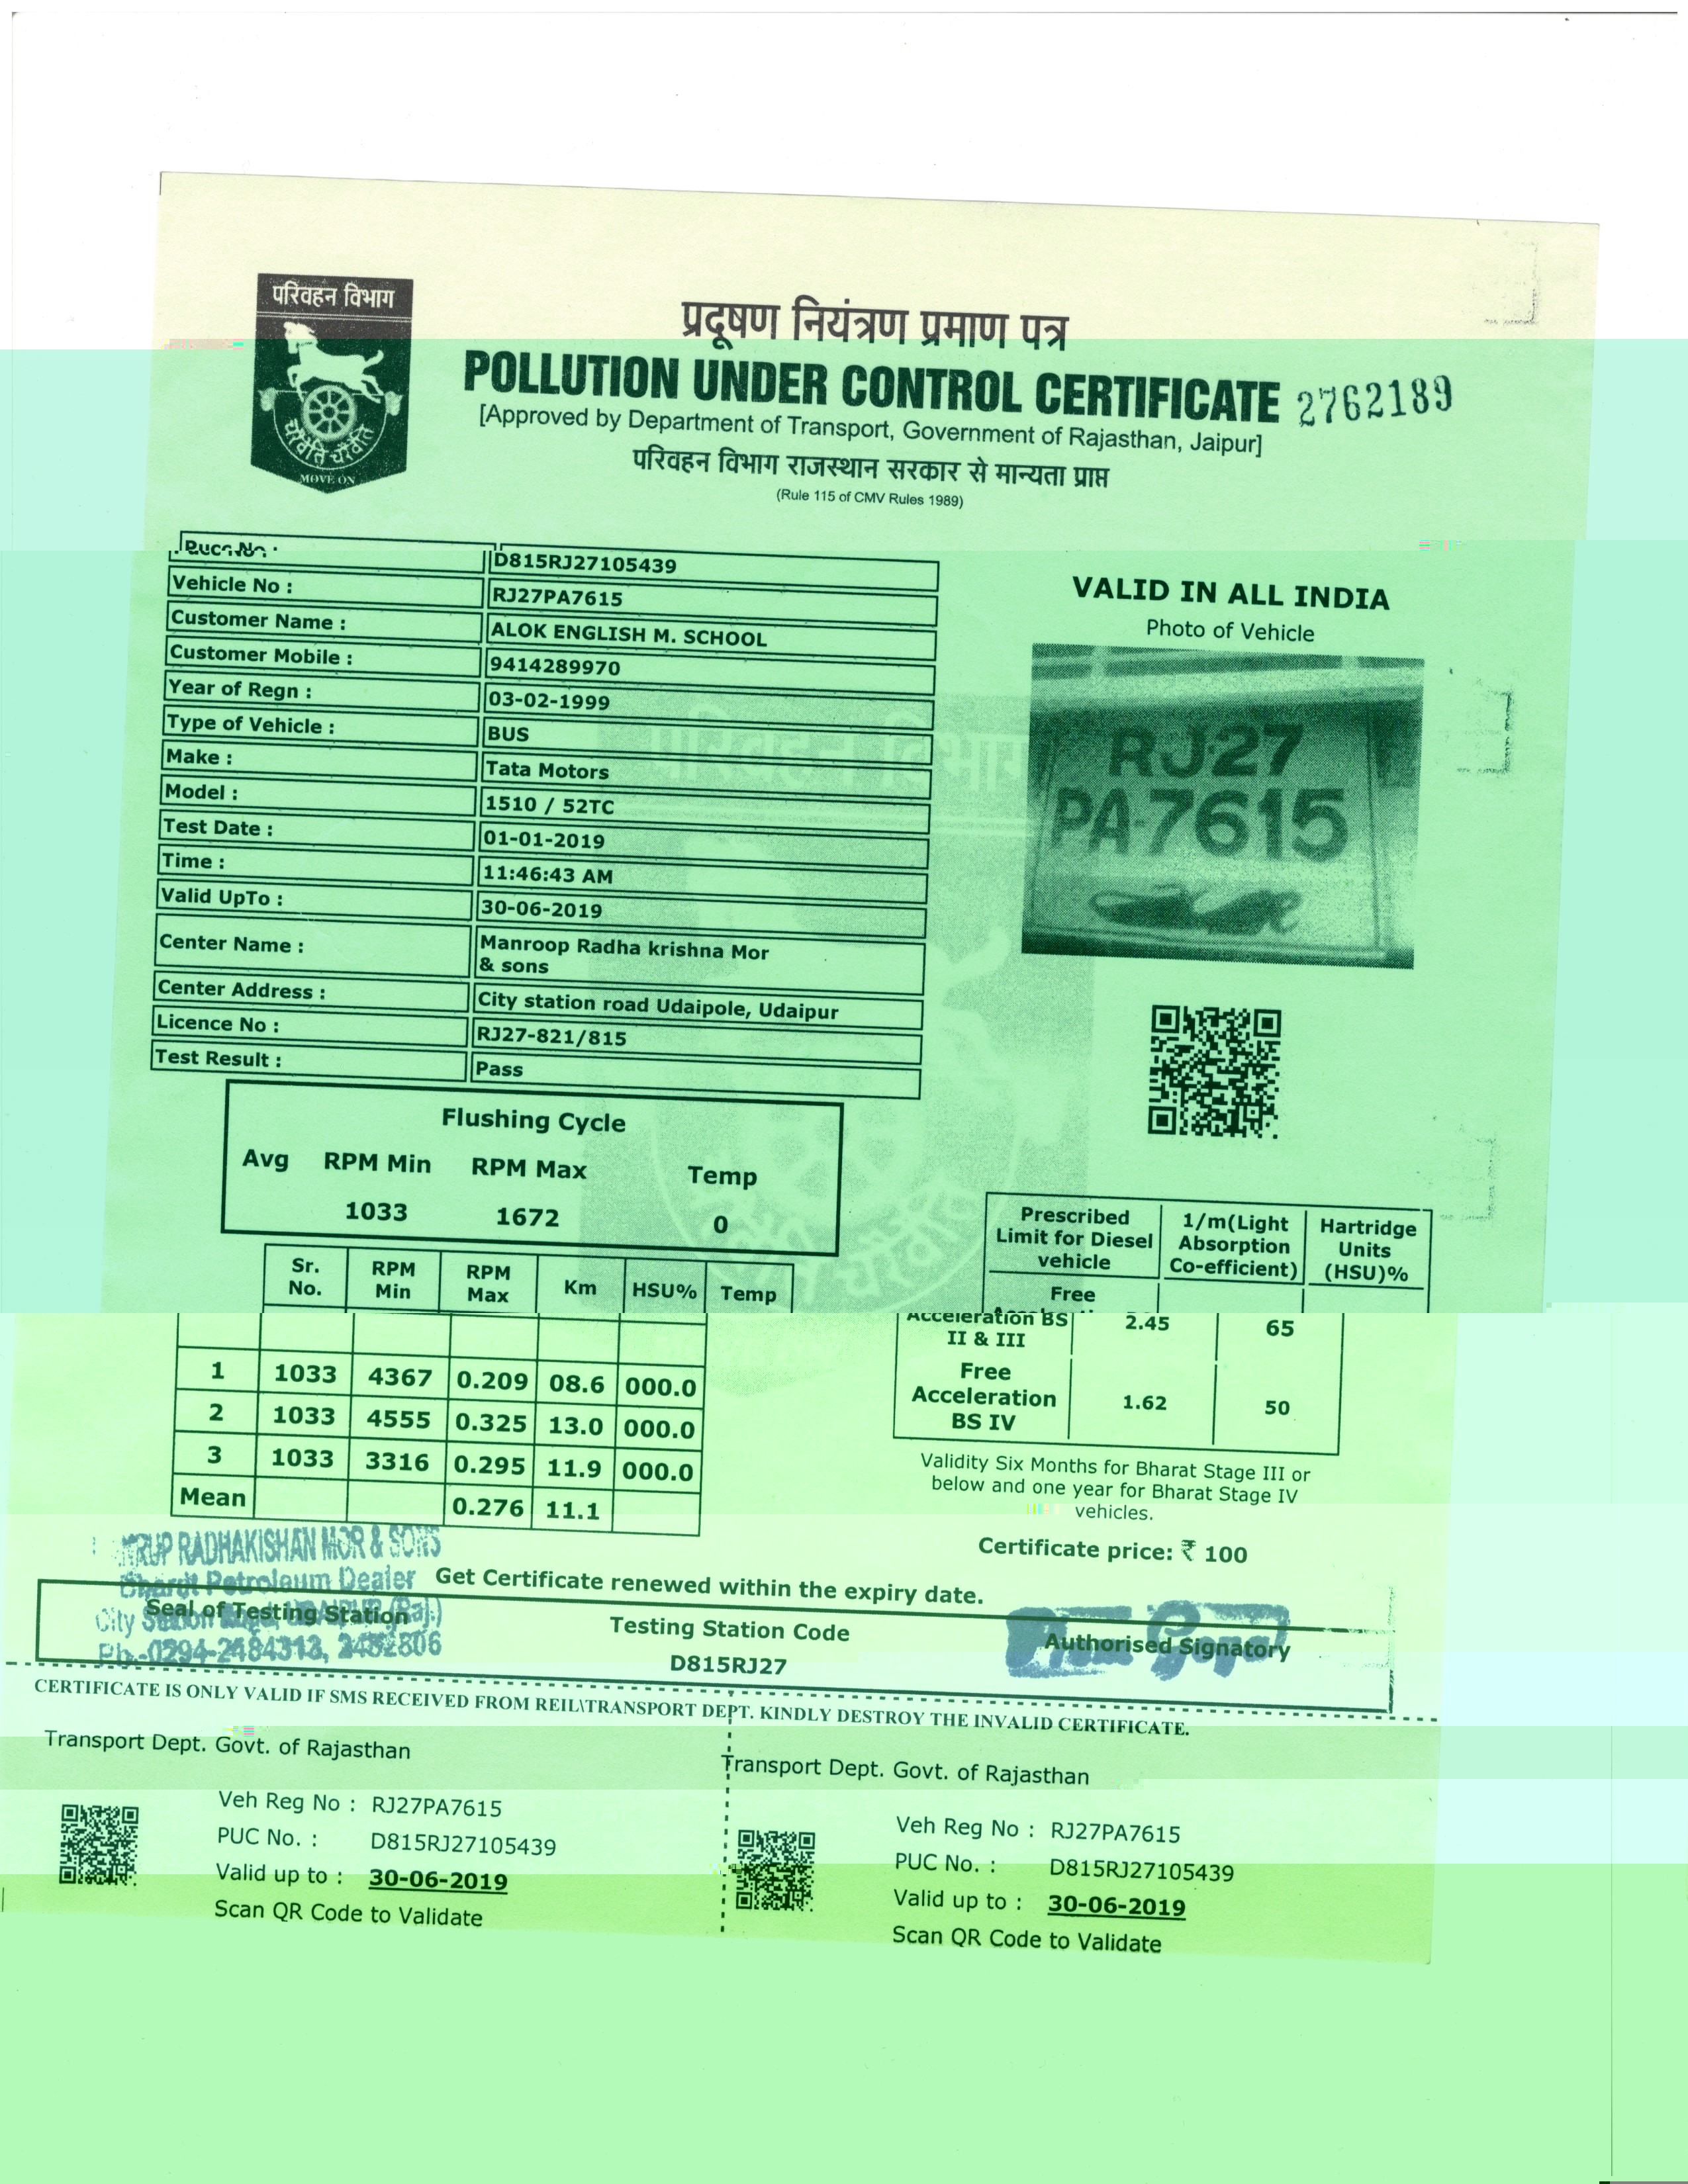 परिवहन विभाग
चरैवेति चरैवेति
MOVE ON
प्रदूषण नियंत्रण प्रमाण पत्र
POLLUTION UNDER CONTROL CERTIFICATE 2762189
[Approved by Department of Transport, Government of Rajasthan, Jaipur]
परिवहन विभाग राजस्थान सरकार से मान्यता प्राप्त
(Rule 115 of CMV Rules 1989)
Pucc No : D815RJ27105439
Vehicle No : RJ27PA7615
Customer Name : ALOK ENGLISH M. SCHOOL
Customer Mobile : 9414289970
Year of Regn : 03-02-1999
Type of Vehicle : BUS
Make : Tata Motors
Model : 1510 / 52TC
Test Date : 01-01-2019
Time : 11:46:43 AM
Valid UpTo : 30-06-2019
Center Name : Manroop Radha krishna Mor
& sons
Center Address : City station road Udaipole, Udaipur
Licence No : RJ27-821/815
Test Result : Pass
VALID IN ALL INDIA
Photo of Vehicle
RJ27
PA-7615
Flushing Cycle
Avg RPM Min RPM Max Temp
1033 1672 0
Sr. No. RPM Min RPM Max Km HSU% Temp
1 1033 4367 0.209 08.6 000.0
2 1033 4555 0.325 13.0 000.0
3 1033 3316 0.295 11.9 000.0
Mean 0.276 11.1
Prescribed Limit for Diesel vehicle 1/m(Light Absorption Co-efficient) Hartridge Units (HSU)%
Free
Acceleration BS II & III 2.45 65
Free Acceleration BS IV 1.62 50
Validity Six Months for Bharat Stage III or
below and one year for Bharat Stage IV
vehicles.
Certificate price: ₹ 100
RADHAKISHAN MOR & SONS
Bharat Petroleum Dealer
City Station Road, UDAIPUR (Raj.)
Ph.-0294-2484313, 2482806
Get Certificate renewed within the expiry date.
Seal of Testing Station
Testing Station Code
D815RJ27
Authorised Signatory
CERTIFICATE IS ONLY VALID IF SMS RECEIVED FROM REIL\TRANSPORT DEPT. KINDLY DESTROY THE INVALID CERTIFICATE.
Transport Dept. Govt. of Rajasthan
Veh Reg No : RJ27PA7615
PUC No. : D815RJ27105439
Valid up to : 30-06-2019
Scan QR Code to Validate
Transport Dept. Govt. of Rajasthan
Veh Reg No : RJ27PA7615
PUC No. : D815RJ27105439
Valid up to : 30-06-2019
Scan QR Code to Validate